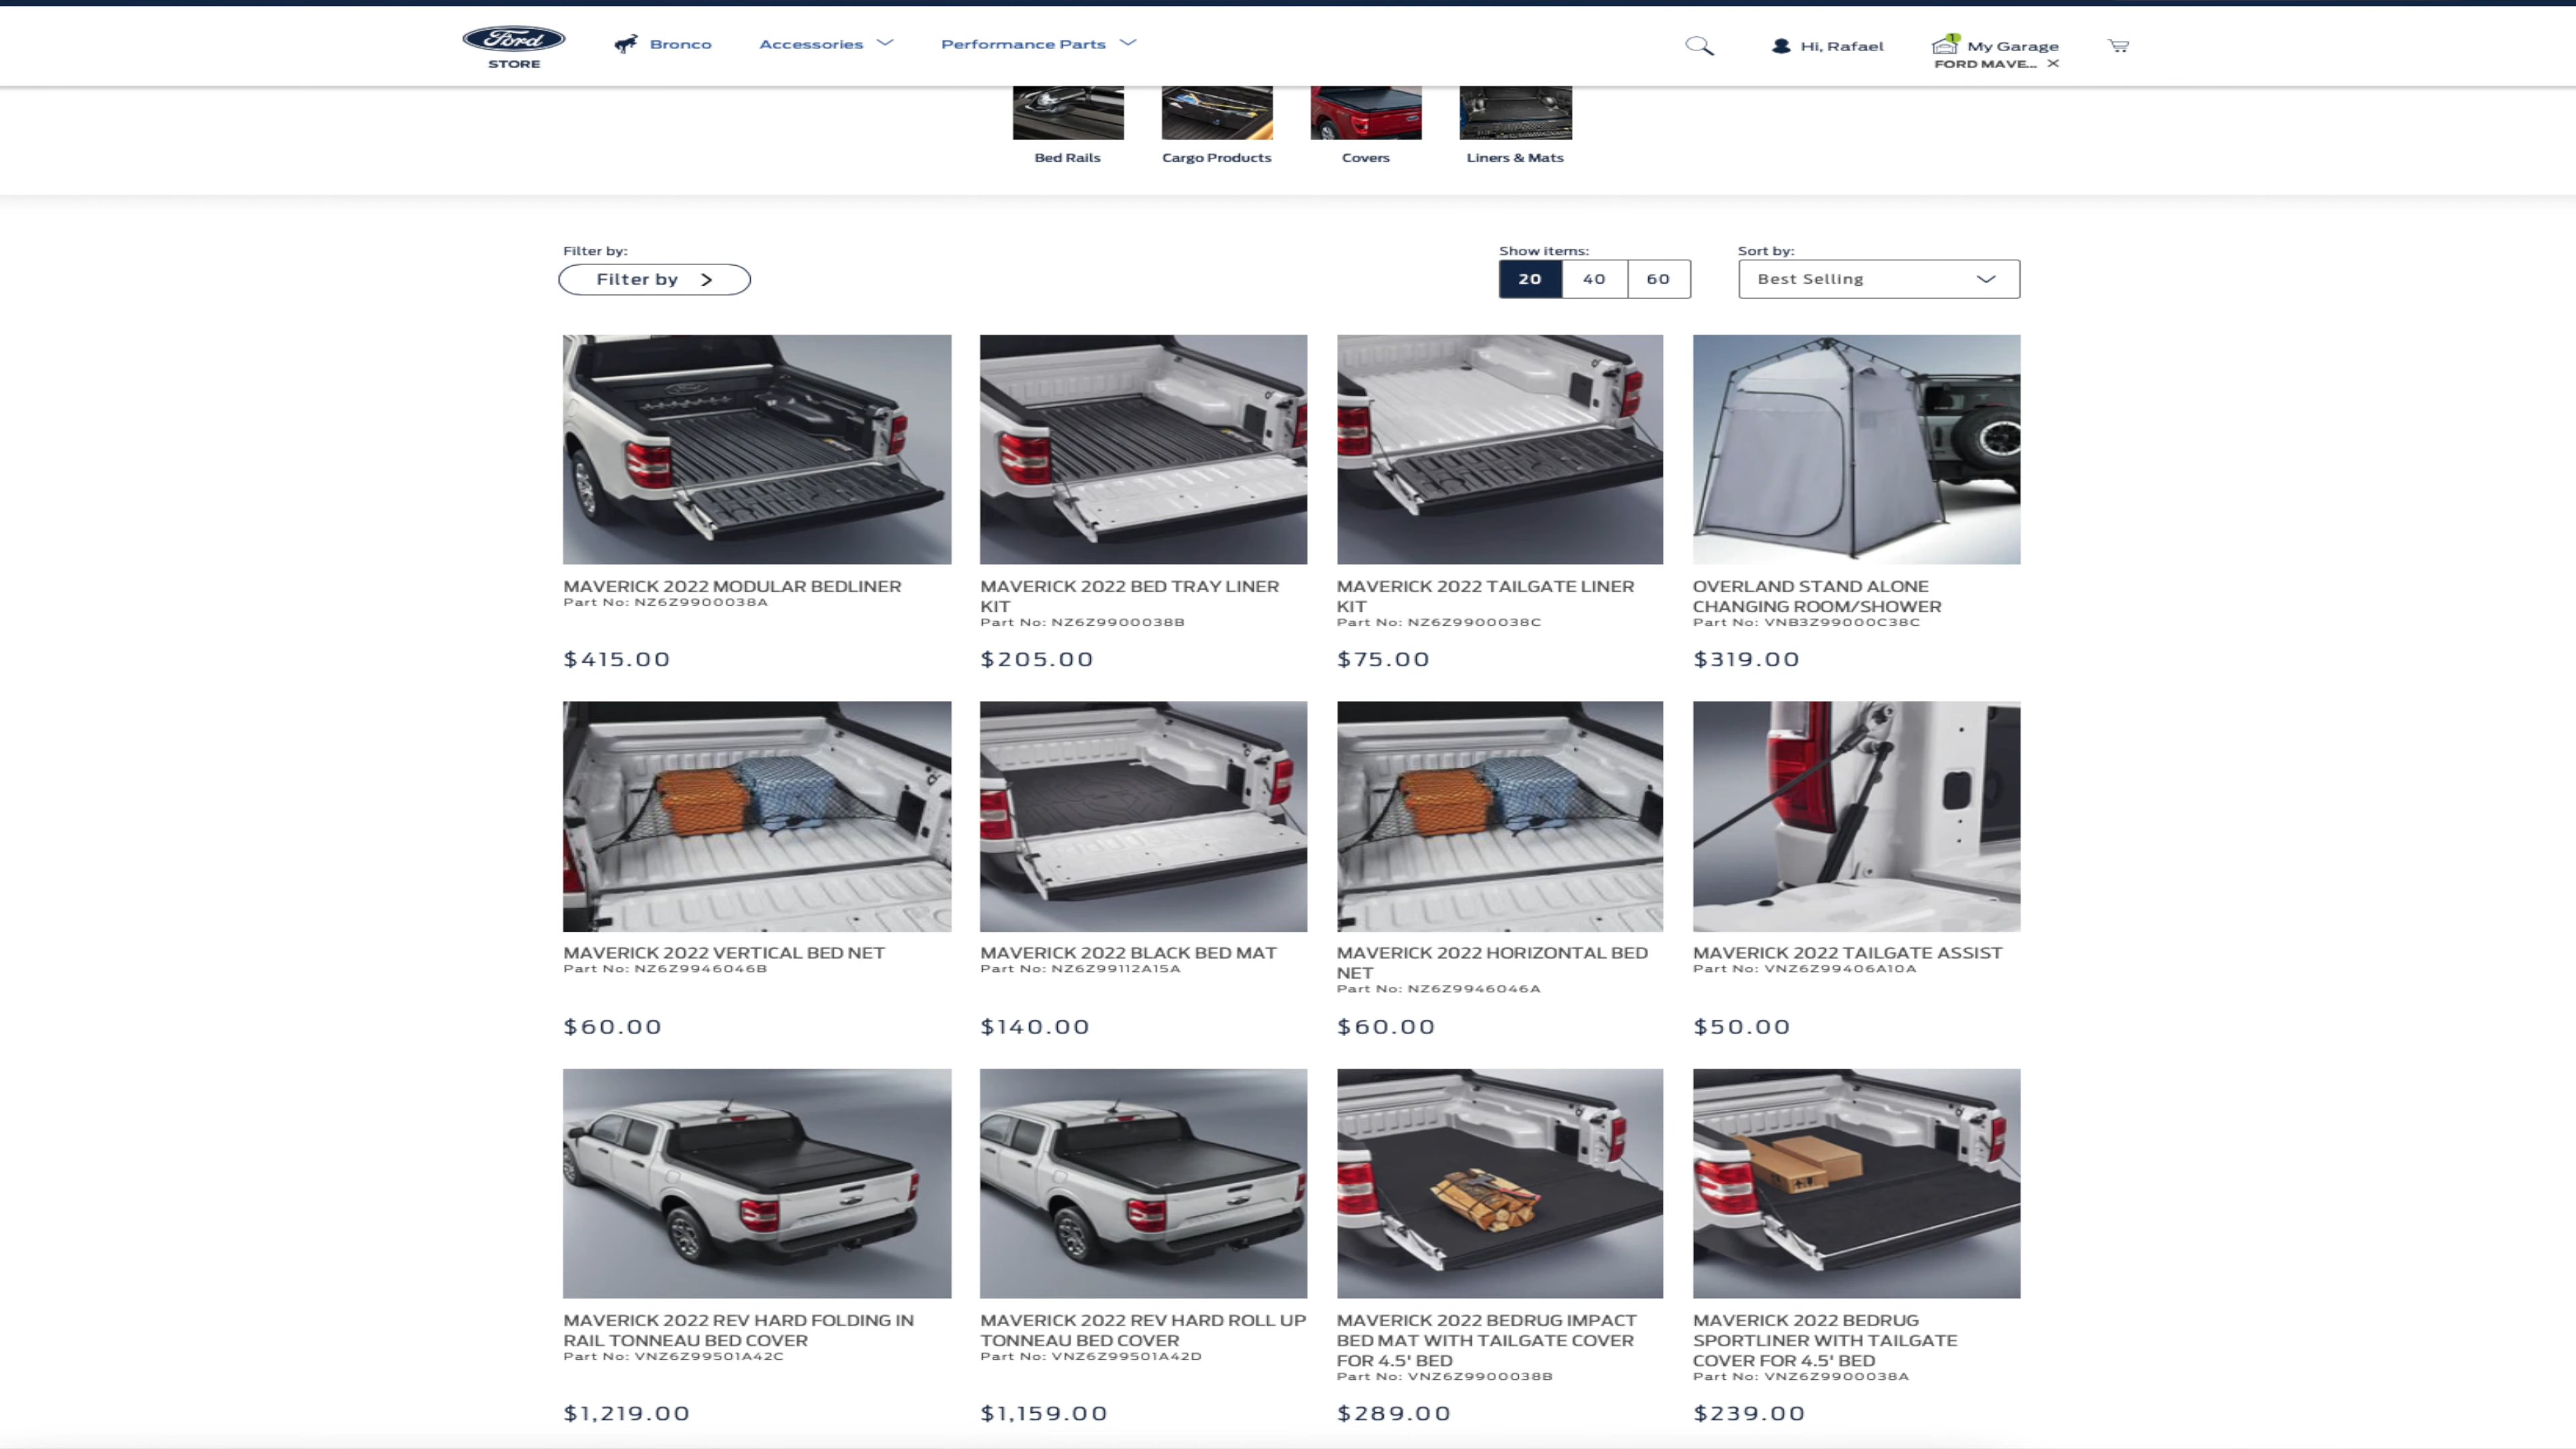 Ford
STORE
Bronco
Accessories
Performance Parts
Hi, Rafael
1
My Garage
FORD MAVE...
Bed Rails
Cargo Products
Covers
Liners & Mats
Filter by:
Filter by
Show items:
20 40 60
Sort by:
Best Selling
MAVERICK 2022 MODULAR BEDLINER
Part No: NZ6Z9900038A
$415.00
MAVERICK 2022 BED TRAY LINER
KIT
Part No: NZ6Z9900038B
$205.00
MAVERICK 2022 TAILGATE LINER
KIT
Part No: NZ6Z9900038C
$75.00
OVERLAND STAND ALONE
CHANGING ROOM/SHOWER
Part No: VNB3Z99000C38C
$319.00
MAVERICK 2022 VERTICAL BED NET
Part No: NZ6Z9946046B
$60.00
MAVERICK 2022 BLACK BED MAT
Part No: NZ6Z99112A15A
$140.00
MAVERICK 2022 HORIZONTAL BED
NET
Part No: NZ6Z9946046A
$60.00
MAVERICK 2022 TAILGATE ASSIST
Part No: VNZ6Z99406A10A
$50.00
MAVERICK 2022 REV HARD FOLDING IN
RAIL TONNEAU BED COVER
Part No: VNZ6Z99501A42C
$1,219.00
MAVERICK 2022 REV HARD ROLL UP
TONNEAU BED COVER
Part No: VNZ6Z99501A42D
$1,159.00
MAVERICK 2022 BEDRUG IMPACT
BED MAT WITH TAILGATE COVER
FOR 4.5' BED
Part No: VNZ6Z9900038B
$289.00
MAVERICK 2022 BEDRUG
SPORTLINER WITH TAILGATE
COVER FOR 4.5' BED
Part No: VNZ6Z9900038A
$239.00